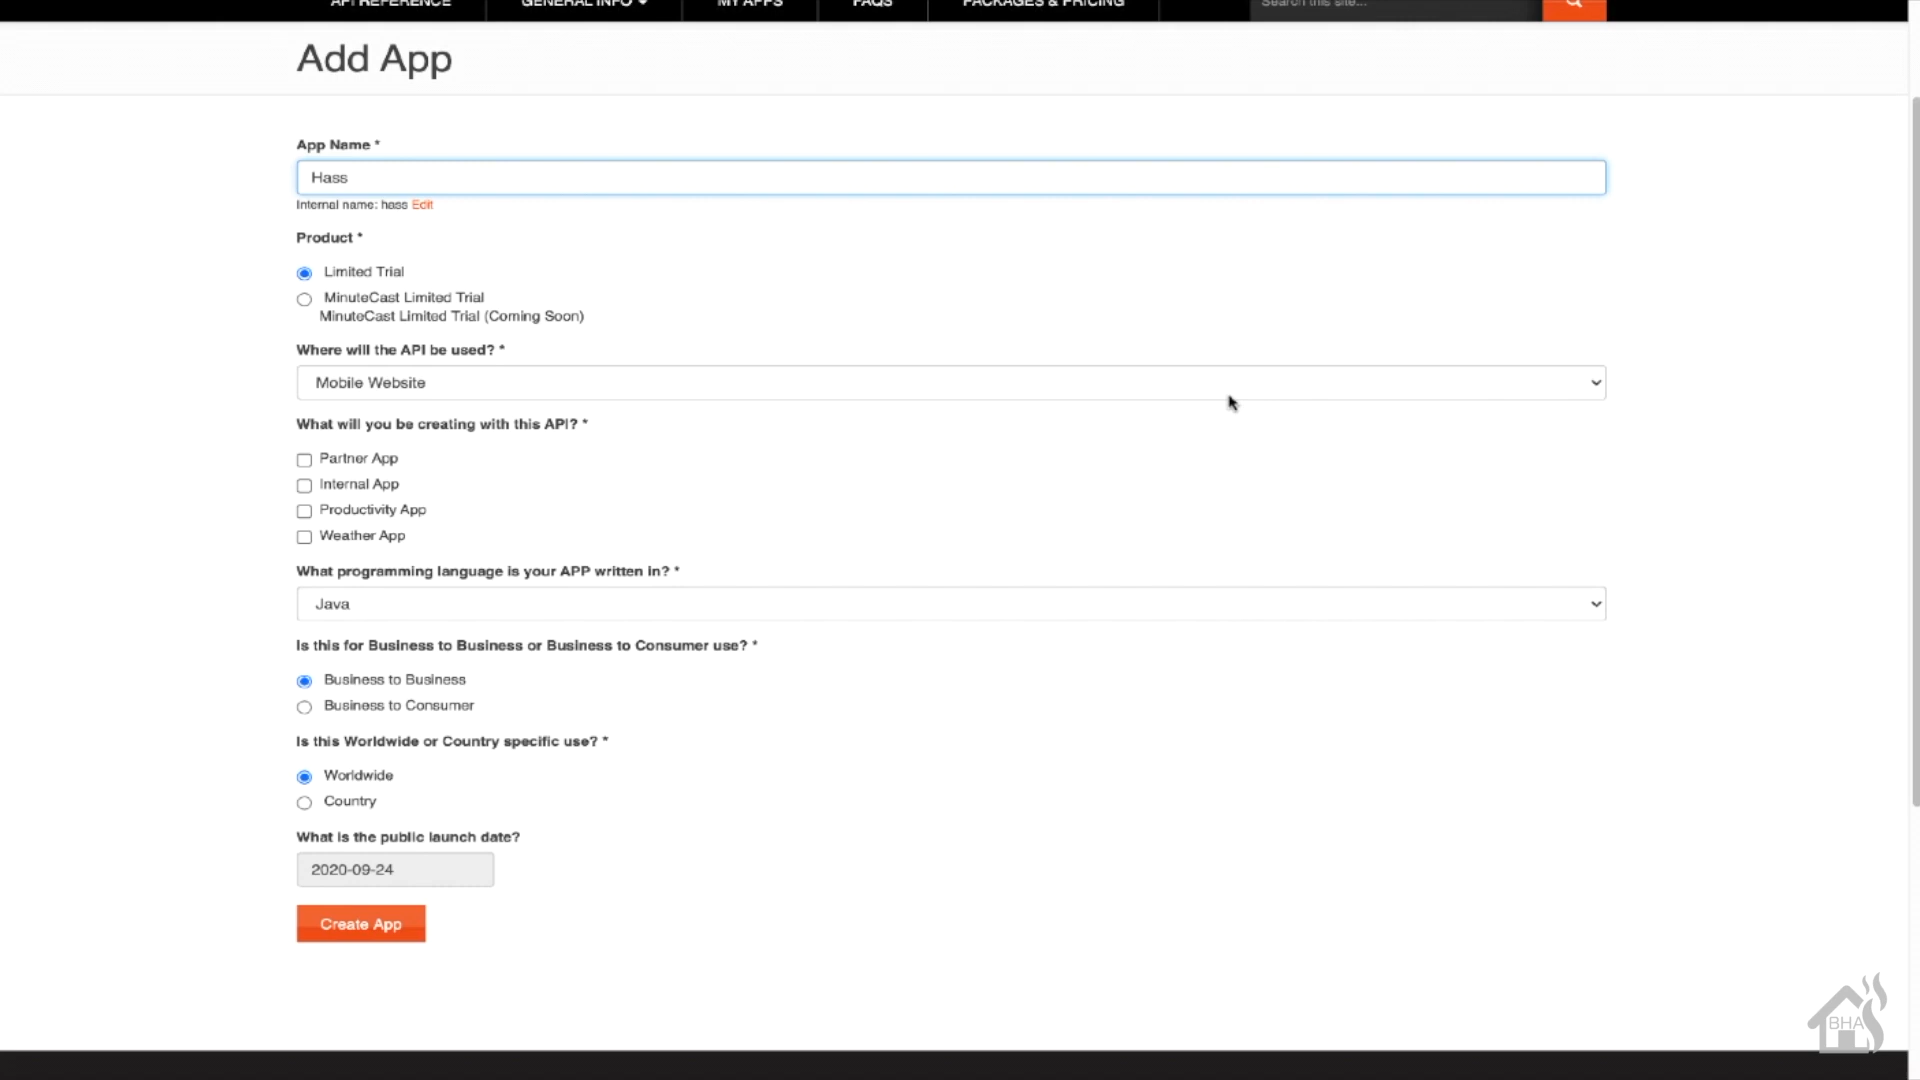 API REFERENCE
GENERAL INFO
MY APPS
FAQS
PACKAGES & PRICING
Search this site...
Add App
App Name *
Hass
Internal name: hass Edit
Product *
Limited Trial
MinuteCast Limited Trial
MinuteCast Limited Trial (Coming Soon)
Where will the API be used? *
Mobile Website
What will you be creating with this API? *
Partner App
Internal App
Productivity App
Weather App
What programming language is your APP written in? *
Java
Is this for Business to Business or Business to Consumer use? *
Business to Business
Business to Consumer
Is this Worldwide or Country specific use? *
Worldwide
Country
What is the public launch date?
2020-09-24
Create App
BHA